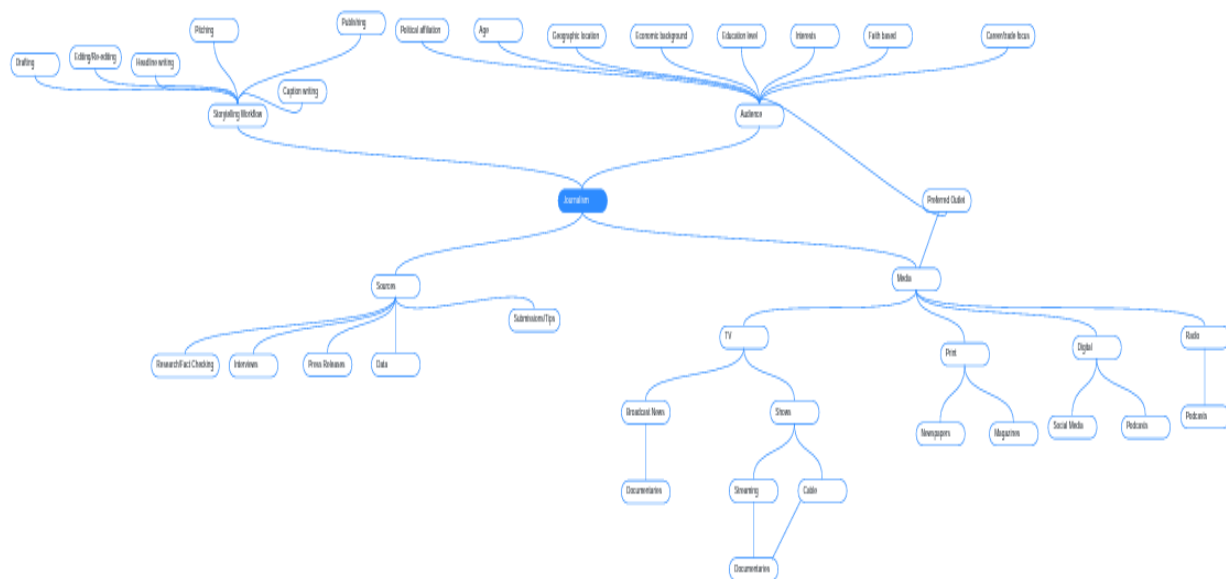 Publishing
Pitching
Political affiliation
Age
Geographic location
Economic background
Education level
Interests
Faith based
Career/trade focus
Drafting
Editing/Re-editing
Headline writing
Caption writing
Storytelling Workflow
Audience
Journalism
Preferred Outlet
Sources
Media
Submissions/Tips
Research/Fact Checking
Interviews
Press Releases
Data
TV
Print
Digital
Radio
Broadcast News
Shows
Newspapers
Magazines
Social Media
Podcasts
Podcasts
Documentaries
Streaming
Cable
Documentaries